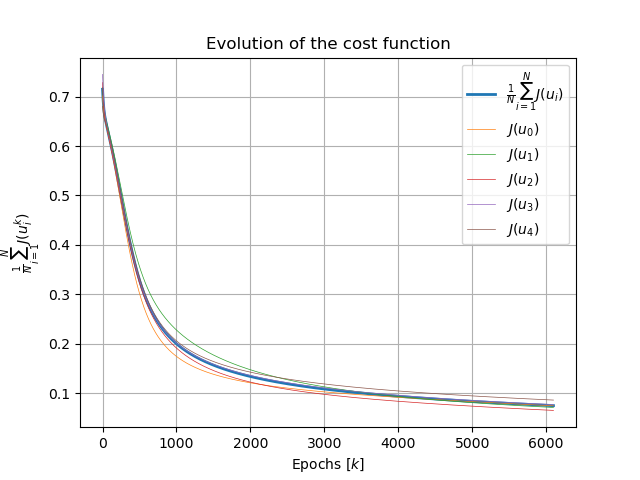 Evolution of the cost function
0.7
0.6
0.5
0.4
0.3
0.2
0.1
0 1000 2000 3000 4000 5000 6000
Epochs [k]
1/N ∑_{i=1}^{N} J(u_i^k)
1/N ∑_{i=1}^{N} J(u_i)
J(u_0)
J(u_1)
J(u_2)
J(u_3)
J(u_4)